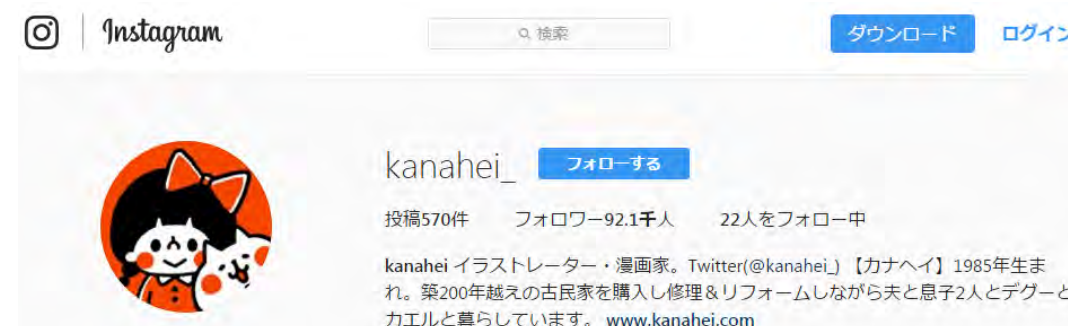 Instagram
検索
ダウンロード
ログイン
kanahei_
フォローする
投稿570件 フォロワー92.1千人 22人をフォロー中
kanahei イラストレーター・漫画家。Twitter(@kanahei_) 【カナヘイ】1985年生ま
れ。築200年越えの古民家を購入し修理&リフォームしながら夫と息子2人とデグーと
カエルと暮らしています。 www.kanahei.com